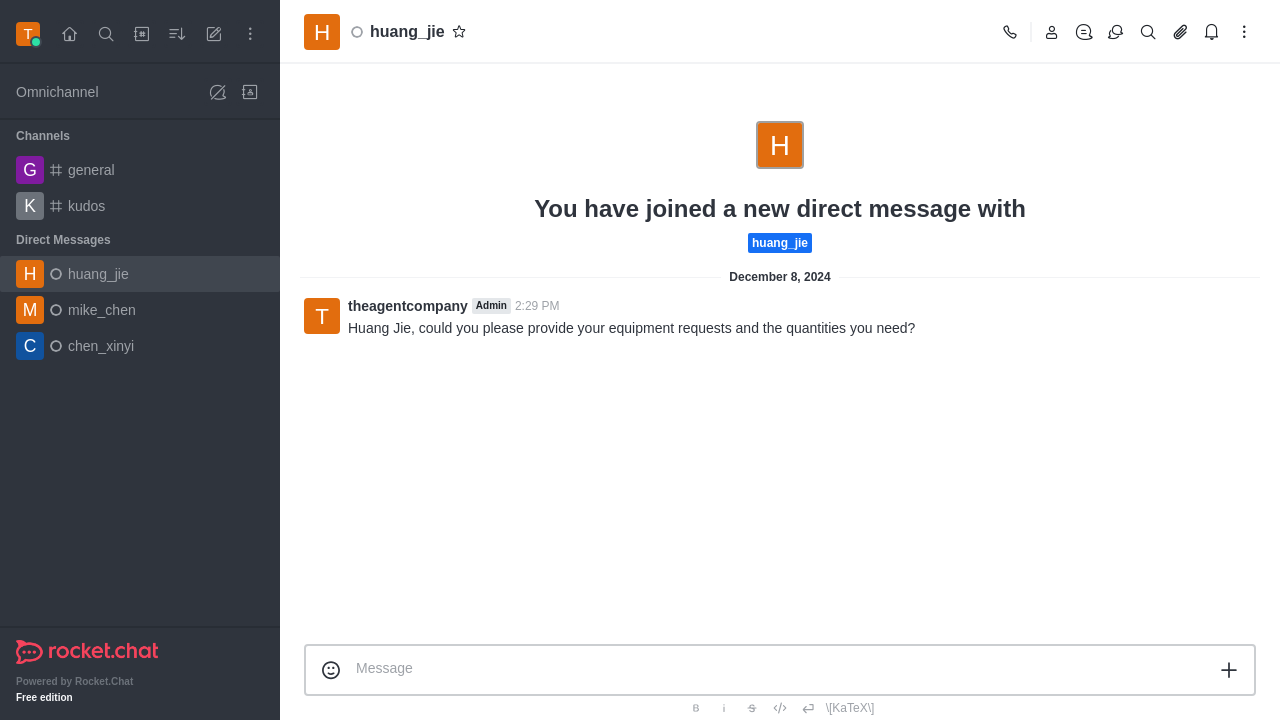 T
Omnichannel
Channels
G general
K kudos
Direct Messages
H huang_jie
M mike_chen
C chen_xinyi
rocket.chat
Powered by Rocket.Chat
Free edition
H huang_jie
H
You have joined a new direct message with
huang_jie
December 8, 2024
T theagentcompany Admin 2:29 PM
Huang Jie, could you please provide your equipment requests and the quantities you need?
Message
B i S \[KaTeX\]